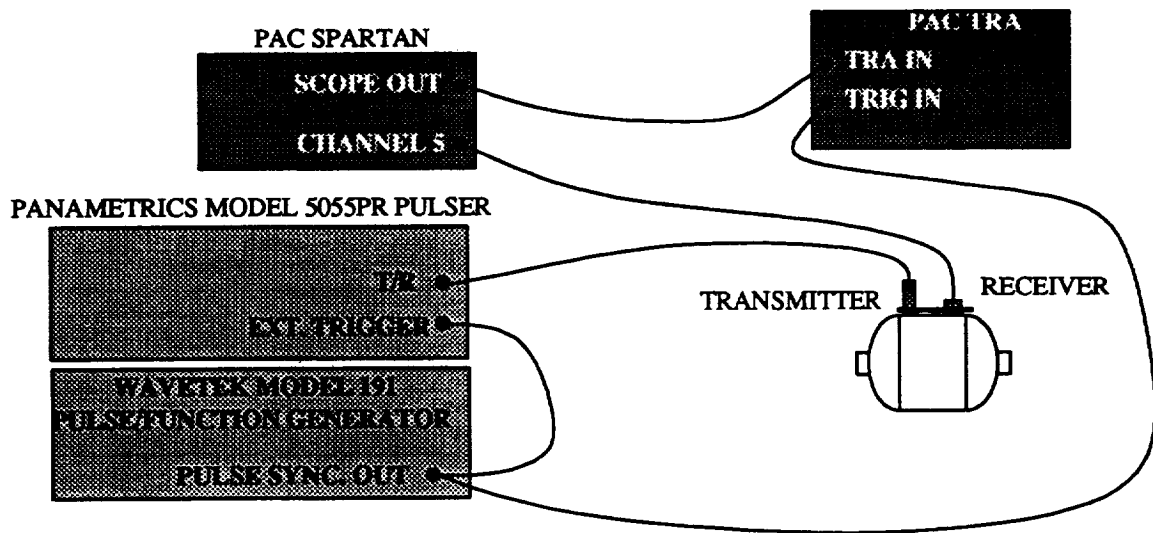 PAC SPARTAN
SCOPE OUT
CHANNEL 5
PAC TRA
TRA IN
TRIG IN
PANAMETRICS MODEL 5055PR PULSER
T/R
EXT. TRIGGER
WAVETEK MODEL 191
PULSE/FUNCTION GENERATOR
PULSE SYNC. OUT
TRANSMITTER
RECEIVER